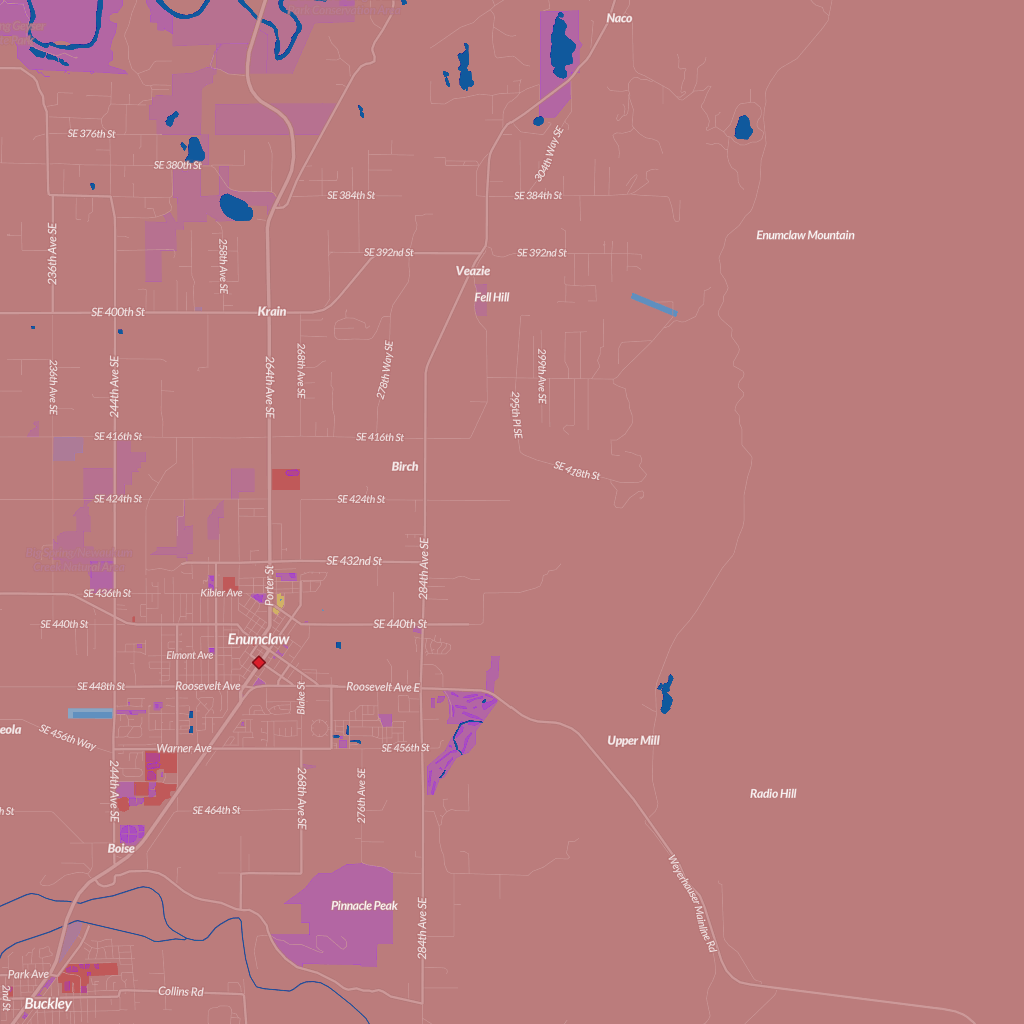 Naco
SE 376th St
SE 380th St
304th Way SE
SE 384th St
SE 384th St
236th Ave SE
258th Ave SE
SE 392nd St
SE 392nd St
Enumclaw Mountain
Veazie
Fell Hill
SE 400th St
Krain
236th Ave SE
244th Ave SE
264th Ave SE
268th Ave SE
278th Way SE
299th Ave SE
295th Pl SE
SE 416th St
SE 416th St
Birch
SE 418th St
SE 424th St
SE 424th St
SE 432nd St
284th Ave SE
Porter St
SE 436th St
Kibler Ave
SE 440th St
SE 440th St
Enumclaw
Elmont Ave
SE 448th St
Roosevelt Ave
Roosevelt Ave E
Blake St
eola
SE 456th Way
Warner Ave
SE 456th St
Upper Mill
244th Ave SE
268th Ave SE
276th Ave SE
Radio Hill
h St
SE 464th St
Boise
Weyerhauser Mainline Rd
Pinnacle Peak
284th Ave SE
Park Ave
2nd St
Collins Rd
Buckley